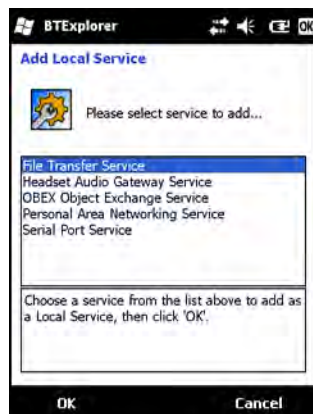 BTExplorer OK
Add Local Service
Please select service to add...
File Transfer Service
Headset Audio Gateway Service
OBEX Object Exchange Service
Personal Area Networking Service
Serial Port Service
Choose a service from the list above to add as
a Local Service, then click 'OK'.
OK Cancel